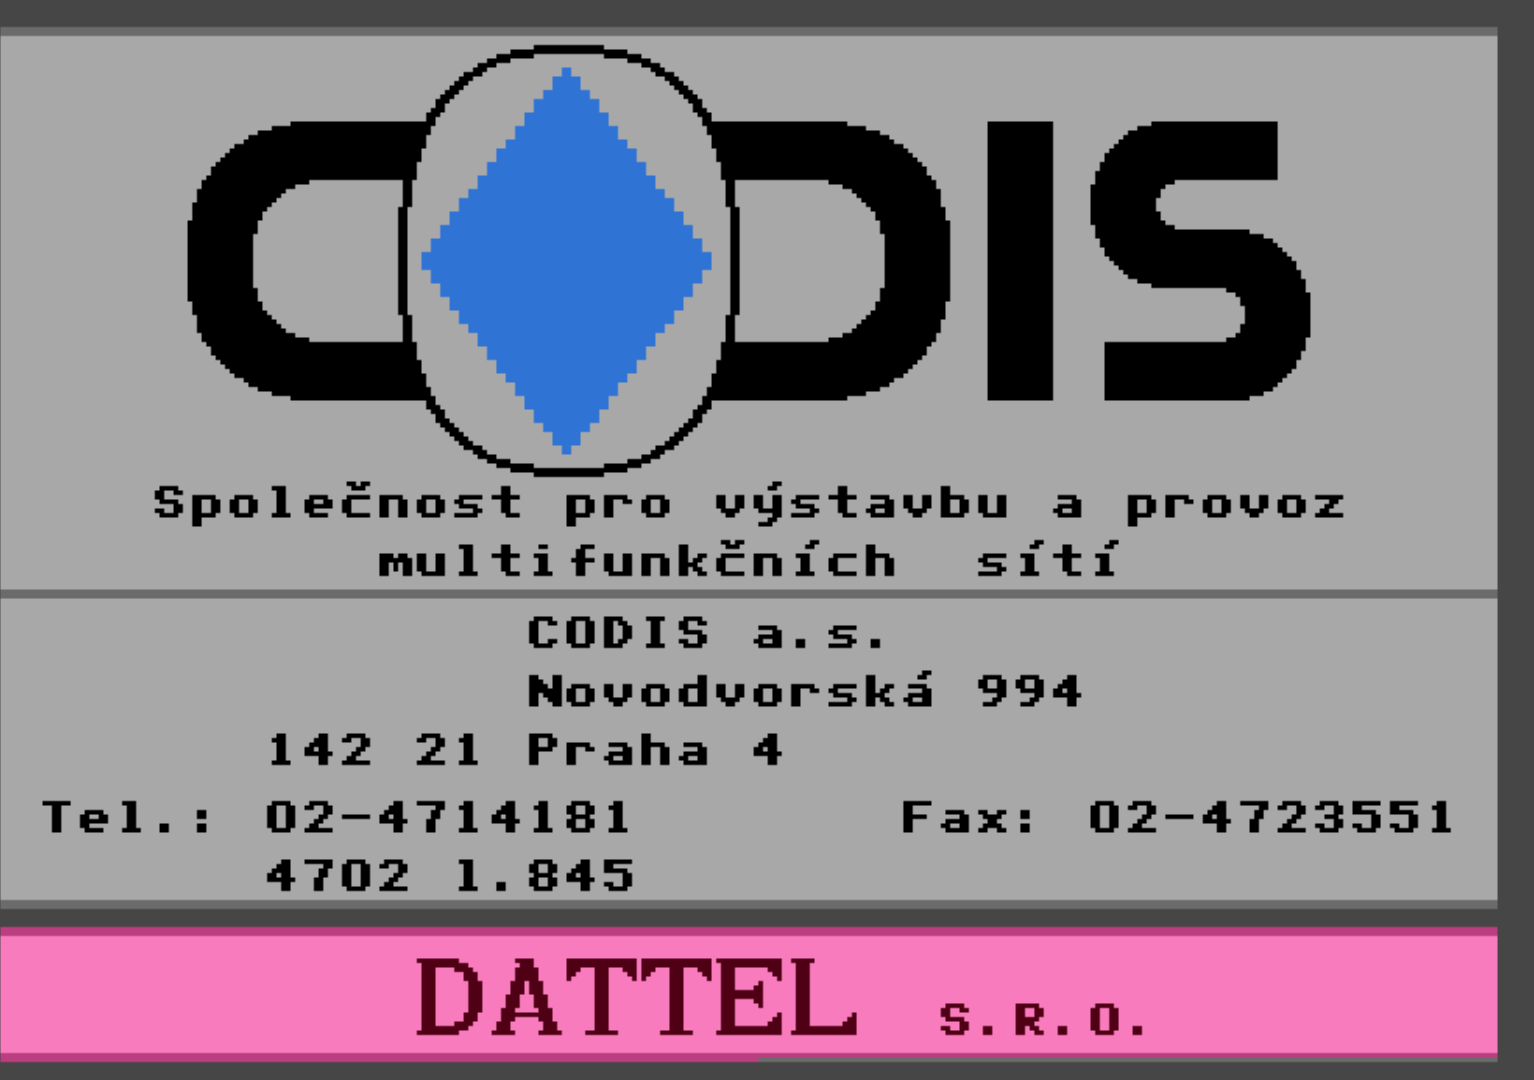 CODIS
Společnost pro výstavbu a provoz
multifunkčních sítí
CODIS a.s.
Novodvorská 994
142 21 Praha 4
Tel.: 02-4714181 Fax: 02-4723551
4702 l.845
DATTEL S.R.O.